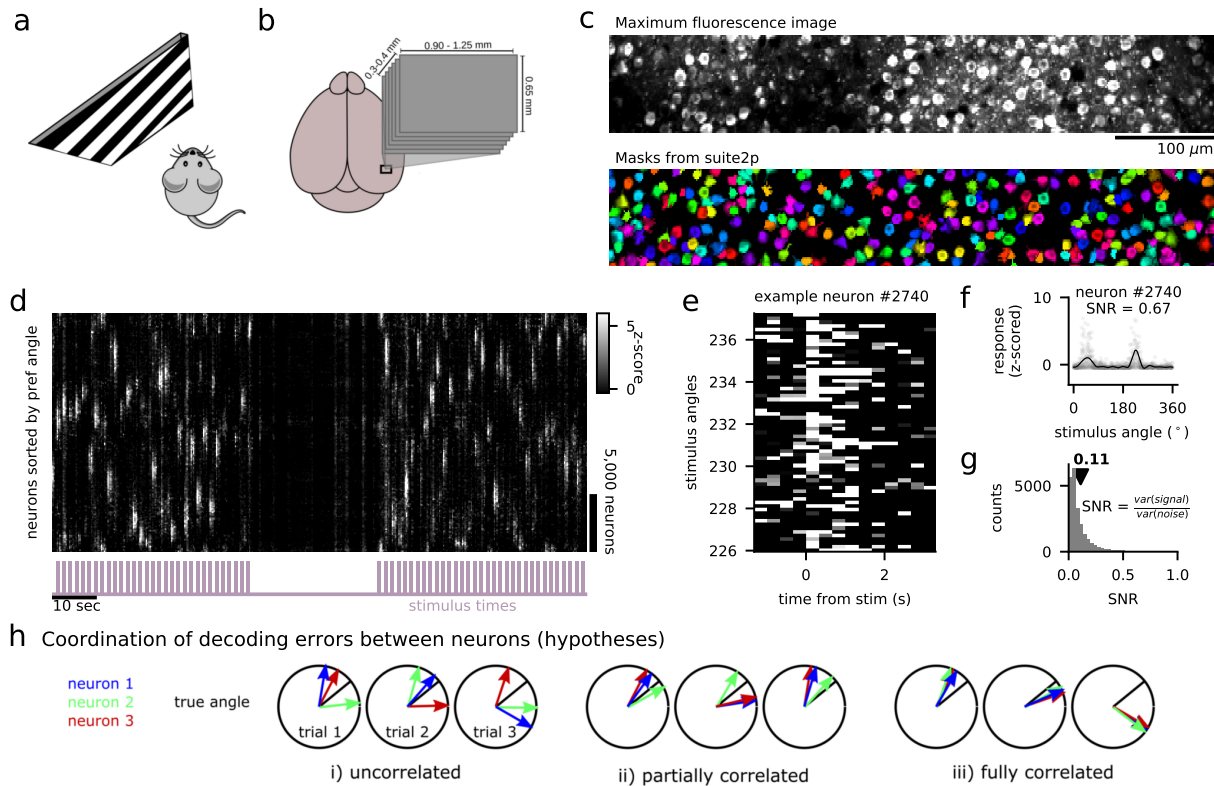 a
b
0.3-0.4 mm
0.90 - 1.25 mm
0.65 mm
c
Maximum fluorescence image
100 μm
Masks from suite2p
d
neurons sorted by pref angle
5
0
z-score
5,000 neurons
10 sec
stimulus times
e
example neuron #2740
stimulus angles
236
234
232
230
228
226
0
2
time from stim (s)
f
neuron #2740
SNR = 0.67
response
(z-scored)
10
0
0
180
360
stimulus angle (°)
g
0.11
counts
5000
0
SNR = var(signal)/var(noise)
0.0
0.5
1.0
SNR
h
Coordination of decoding errors between neurons (hypotheses)
neuron 1
neuron 2
neuron 3
true angle
trial 1
trial 2
trial 3
i) uncorrelated
ii) partially correlated
iii) fully correlated